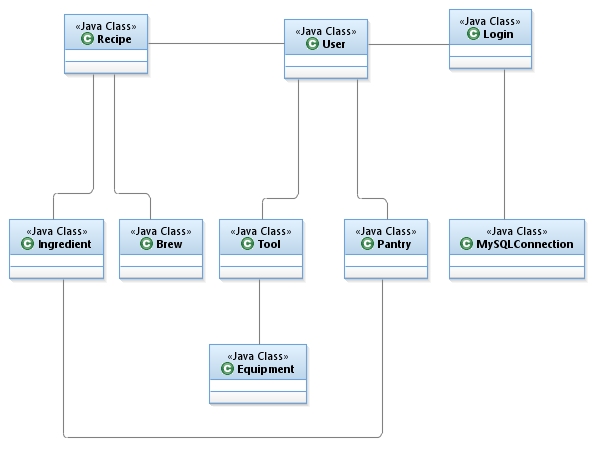 «Java Class»
C Recipe
«Java Class»
C User
«Java Class»
C Login
«Java Class»
C Ingredient
«Java Class»
C Brew
«Java Class»
C Tool
«Java Class»
C Pantry
«Java Class»
C MySQLConnection
«Java Class»
C Equipment